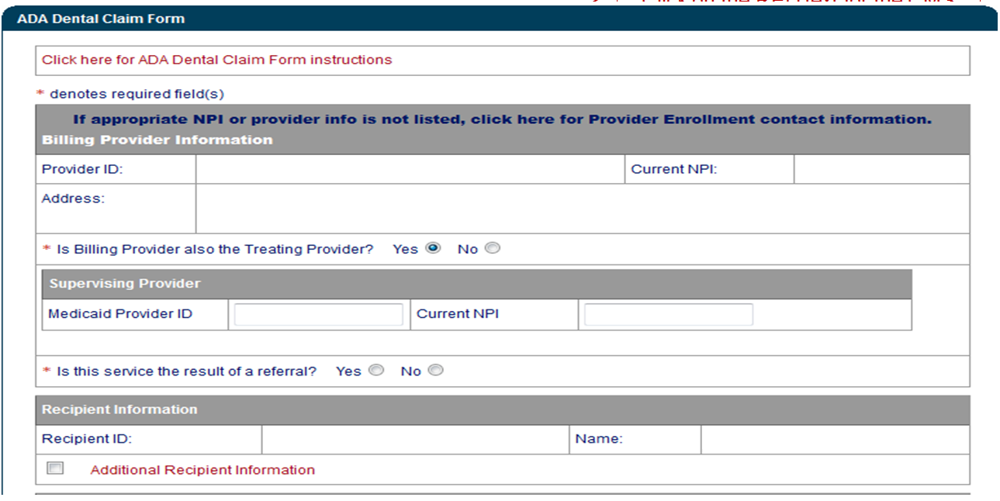 ADA Dental Claim Form
Click here for ADA Dental Claim Form instructions
* denotes required field(s)
If appropriate NPI or provider info is not listed, click here for Provider Enrollment contact information.
Billing Provider Information
Provider ID: Current NPI:
Address:
* Is Billing Provider also the Treating Provider? Yes No
Supervising Provider
Medicaid Provider ID Current NPI
* Is this service the result of a referral? Yes No
Recipient Information
Recipient ID: Name:
Additional Recipient Information